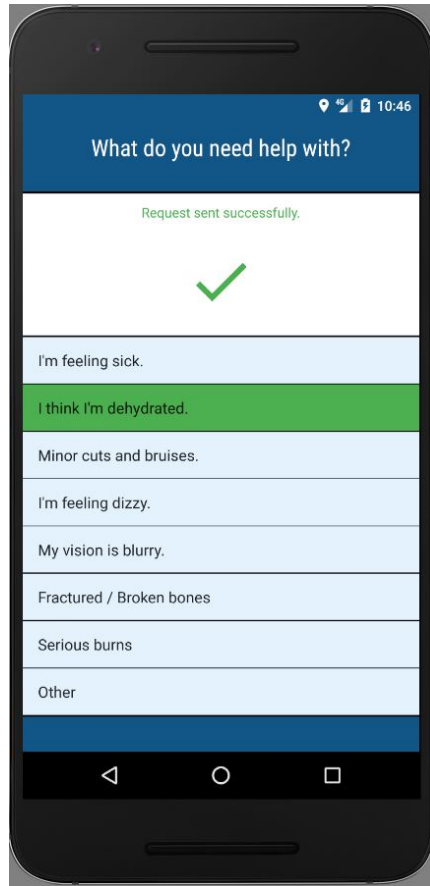 4G 10:46
What do you need help with?
Request sent successfully.
I'm feeling sick.
I think I'm dehydrated.
Minor cuts and bruises.
I'm feeling dizzy.
My vision is blurry.
Fractured / Broken bones
Serious burns
Other